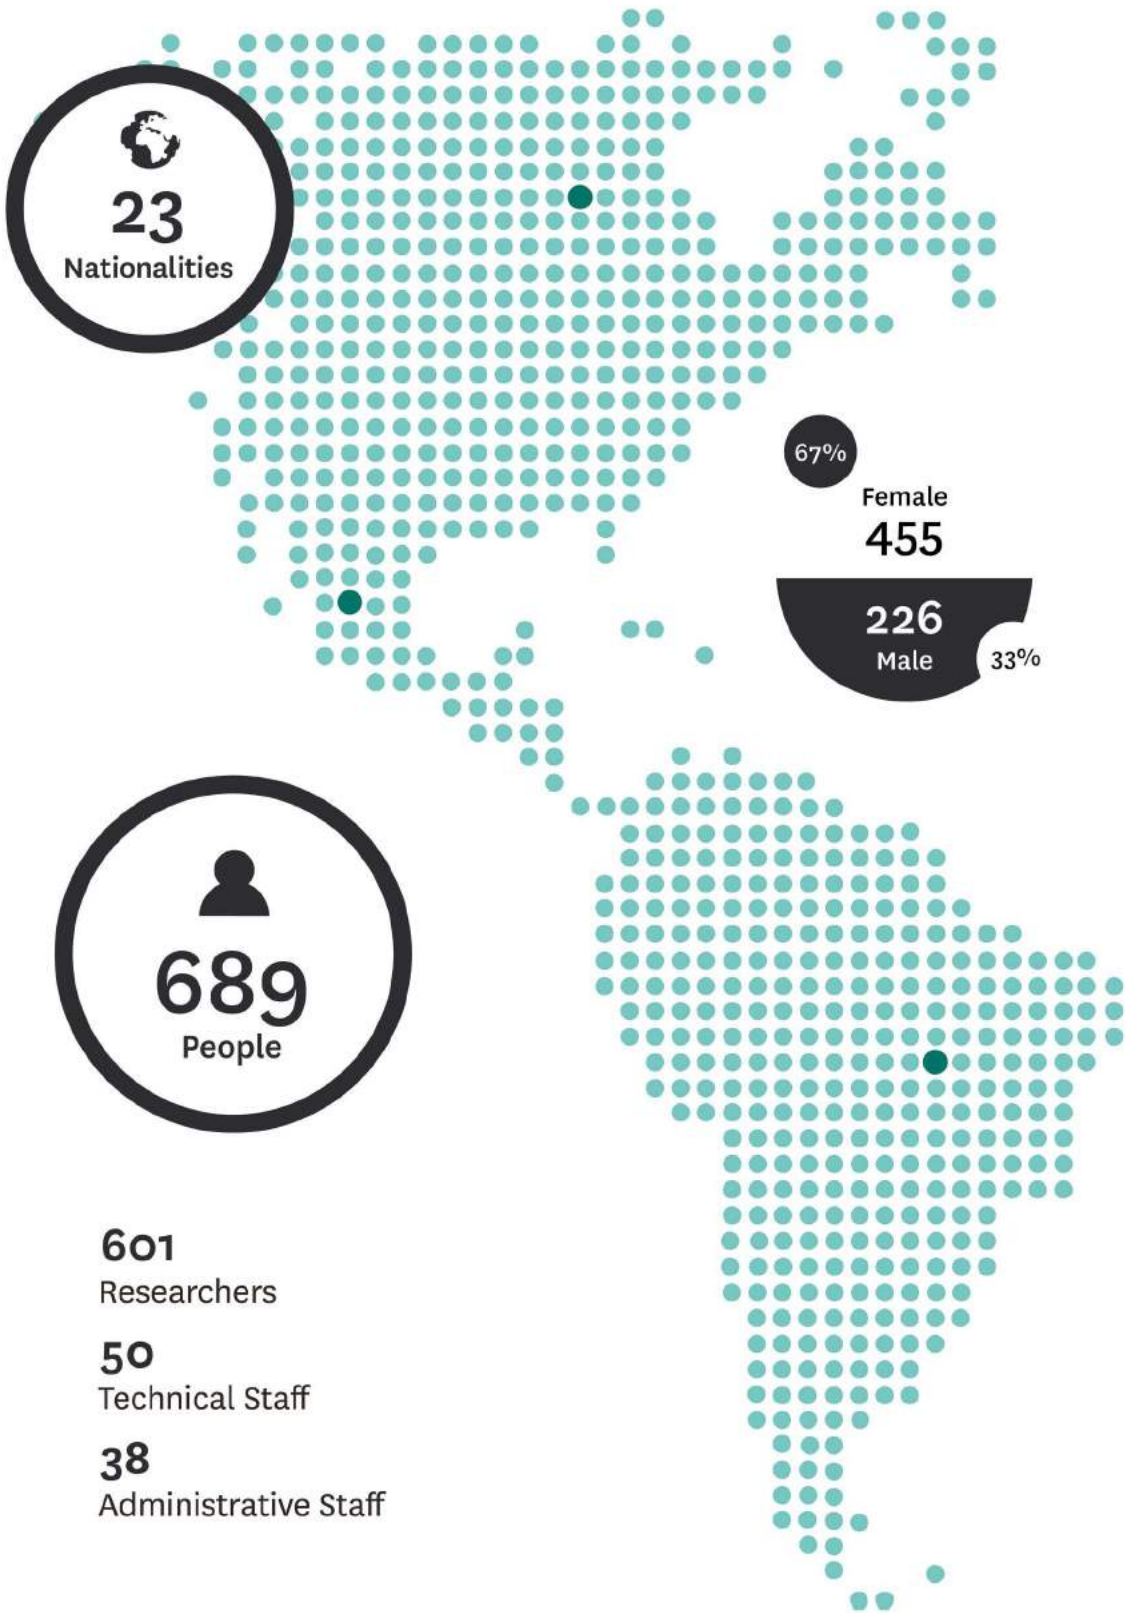 23
Nationalities
67%
Female
455
226
Male
33%
689
People
601
Researchers
50
Technical Staff
38
Administrative Staff